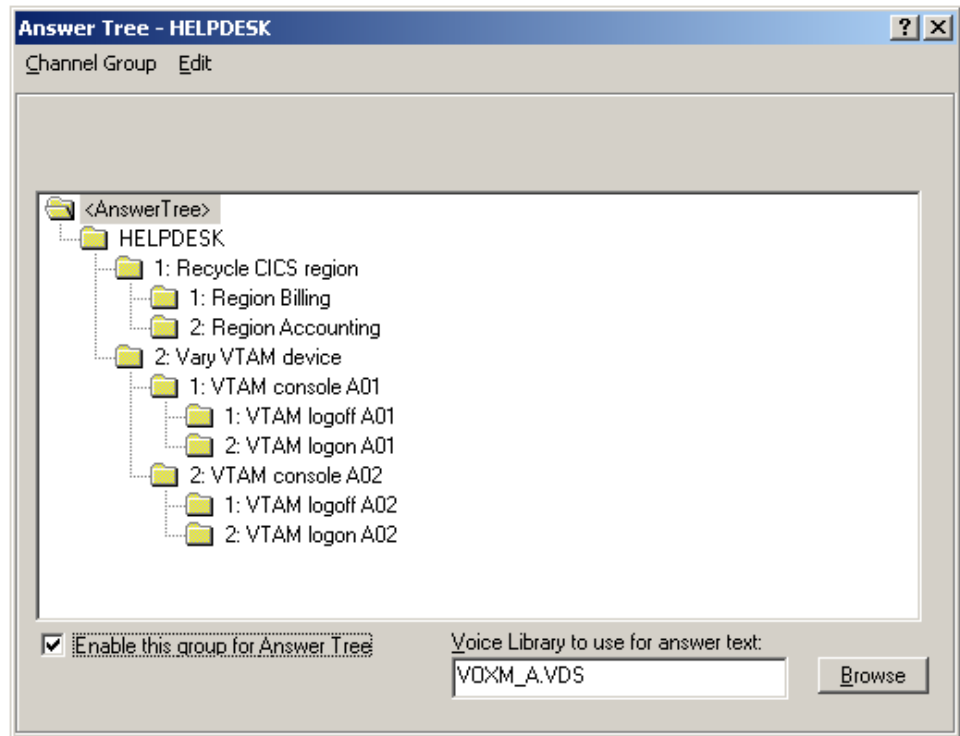 Answer Tree - HELPDESK
Channel Group Edit
<AnswerTree>
HELPDESK
1: Recycle CICS region
1: Region Billing
2: Region Accounting
2: Vary VTAM device
1: VTAM console A01
1: VTAM logoff A01
2: VTAM logon A01
2: VTAM console A02
1: VTAM logoff A02
2: VTAM logon A02
Enable this group for Answer Tree
Voice Library to use for answer text:
VOXM_A.VDS
Browse